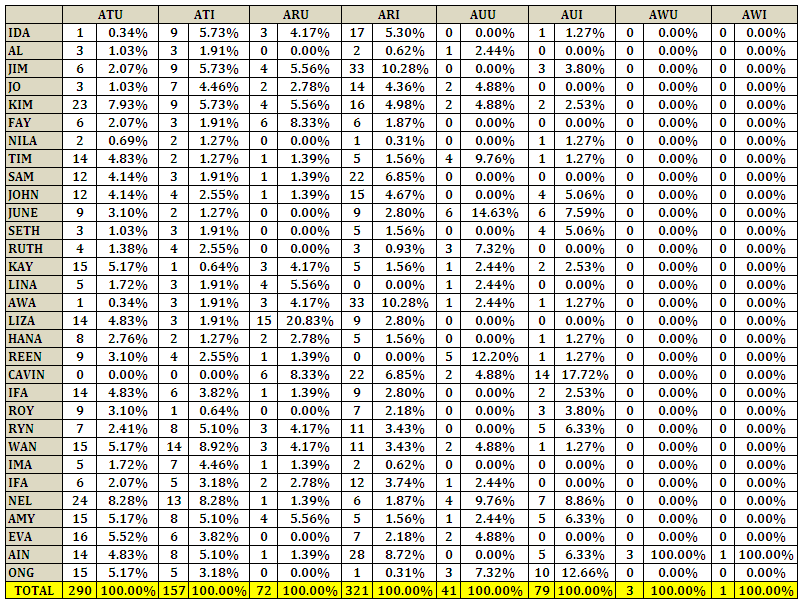 ATU ATI ARU ARI AUU AUI AWU AWI
IDA 1 0.34% 9 5.73% 3 4.17% 17 5.30% 0 0.00% 1 1.27% 0 0.00% 0 0.00%
AL 3 1.03% 3 1.91% 0 0.00% 2 0.62% 1 2.44% 0 0.00% 0 0.00% 0 0.00%
JIM 6 2.07% 9 5.73% 4 5.56% 33 10.28% 0 0.00% 3 3.80% 0 0.00% 0 0.00%
JO 3 1.03% 7 4.46% 2 2.78% 14 4.36% 2 4.88% 0 0.00% 0 0.00% 0 0.00%
KIM 23 7.93% 9 5.73% 4 5.56% 16 4.98% 2 4.88% 2 2.53% 0 0.00% 0 0.00%
FAY 6 2.07% 3 1.91% 6 8.33% 6 1.87% 0 0.00% 0 0.00% 0 0.00% 0 0.00%
NILA 2 0.69% 2 1.27% 0 0.00% 1 0.31% 0 0.00% 1 1.27% 0 0.00% 0 0.00%
TIM 14 4.83% 2 1.27% 1 1.39% 5 1.56% 4 9.76% 1 1.27% 0 0.00% 0 0.00%
SAM 12 4.14% 3 1.91% 1 1.39% 22 6.85% 0 0.00% 0 0.00% 0 0.00% 0 0.00%
JOHN 12 4.14% 4 2.55% 1 1.39% 15 4.67% 0 0.00% 4 5.06% 0 0.00% 0 0.00%
JUNE 9 3.10% 2 1.27% 0 0.00% 9 2.80% 6 14.63% 6 7.59% 0 0.00% 0 0.00%
SETH 3 1.03% 3 1.91% 0 0.00% 5 1.56% 0 0.00% 4 5.06% 0 0.00% 0 0.00%
RUTH 4 1.38% 4 2.55% 0 0.00% 3 0.93% 3 7.32% 0 0.00% 0 0.00% 0 0.00%
KAY 15 5.17% 1 0.64% 3 4.17% 5 1.56% 1 2.44% 2 2.53% 0 0.00% 0 0.00%
LINA 5 1.72% 3 1.91% 4 5.56% 0 0.00% 1 2.44% 0 0.00% 0 0.00% 0 0.00%
AWA 1 0.34% 3 1.91% 3 4.17% 33 10.28% 1 2.44% 1 1.27% 0 0.00% 0 0.00%
LIZA 14 4.83% 3 1.91% 15 20.83% 9 2.80% 0 0.00% 0 0.00% 0 0.00% 0 0.00%
HANA 8 2.76% 2 1.27% 2 2.78% 5 1.56% 0 0.00% 1 1.27% 0 0.00% 0 0.00%
REEN 9 3.10% 4 2.55% 1 1.39% 0 0.00% 5 12.20% 1 1.27% 0 0.00% 0 0.00%
CAVIN 0 0.00% 0 0.00% 6 8.33% 22 6.85% 2 4.88% 14 17.72% 0 0.00% 0 0.00%
IFA 14 4.83% 6 3.82% 1 1.39% 9 2.80% 0 0.00% 2 2.53% 0 0.00% 0 0.00%
ROY 9 3.10% 1 0.64% 0 0.00% 7 2.18% 0 0.00% 3 3.80% 0 0.00% 0 0.00%
RYN 7 2.41% 8 5.10% 3 4.17% 11 3.43% 0 0.00% 5 6.33% 0 0.00% 0 0.00%
WAN 15 5.17% 14 8.92% 3 4.17% 11 3.43% 2 4.88% 1 1.27% 0 0.00% 0 0.00%
IMA 5 1.72% 7 4.46% 1 1.39% 2 0.62% 0 0.00% 0 0.00% 0 0.00% 0 0.00%
IFA 6 2.07% 5 3.18% 2 2.78% 12 3.74% 1 2.44% 0 0.00% 0 0.00% 0 0.00%
NEL 24 8.28% 13 8.28% 1 1.39% 6 1.87% 4 9.76% 7 8.86% 0 0.00% 0 0.00%
AMY 15 5.17% 8 5.10% 4 5.56% 5 1.56% 1 2.44% 5 6.33% 0 0.00% 0 0.00%
EVA 16 5.52% 6 3.82% 0 0.00% 7 2.18% 2 4.88% 0 0.00% 0 0.00% 0 0.00%
AIN 14 4.83% 8 5.10% 1 1.39% 28 8.72% 0 0.00% 5 6.33% 3 100.00% 1 100.00%
ONG 15 5.17% 5 3.18% 0 0.00% 1 0.31% 3 7.32% 10 12.66% 0 0.00% 0 0.00%
TOTAL 290 100.00% 157 100.00% 72 100.00% 321 100.00% 41 100.00% 79 100.00% 3 100.00% 1 100.00%